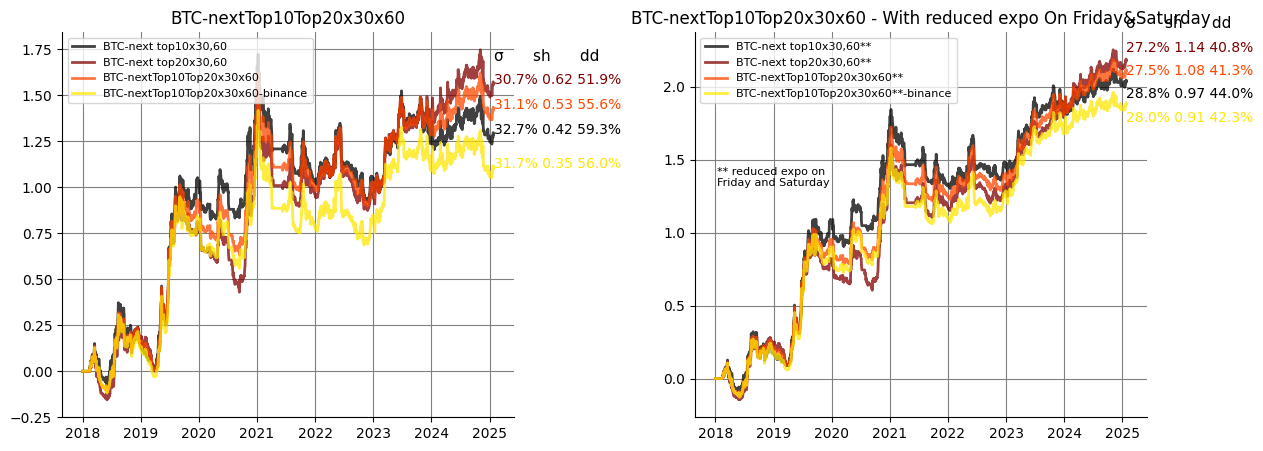 BTC-nextTop10Top20x30x60
BTC-next top10x30,60
BTC-next top20x30,60
BTC-nextTop10Top20x30x60
BTC-nextTop10Top20x30x60-binance
σ sh dd
30.7% 0.62 51.9%
31.1% 0.53 55.6%
32.7% 0.42 59.3%
31.7% 0.35 56.0%
1.75
1.50
1.25
1.00
0.75
0.50
0.25
0.00
−0.25
2018 2019 2020 2021 2022 2023 2024 2025
BTC-nextTop10Top20x30x60 - With reduced expo On Friday&Saturday
BTC-next top10x30,60**
BTC-next top20x30,60**
BTC-nextTop10Top20x30x60**
BTC-nextTop10Top20x30x60**-binance
σ sh dd
27.2% 1.14 40.8%
27.5% 1.08 41.3%
28.8% 0.97 44.0%
28.0% 0.91 42.3%
** reduced expo on
Friday and Saturday
2.0
1.5
1.0
0.5
0.0
2018 2019 2020 2021 2022 2023 2024 2025